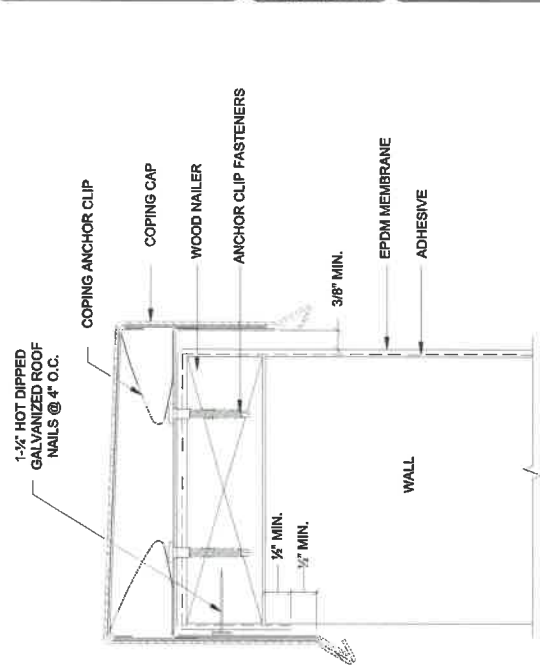 1-¼" HOT DIPPED
GALVANIZED ROOF
NAILS @ 4" O.C.
COPING ANCHOR CLIP
COPING CAP
WOOD NAILER
ANCHOR CLIP FASTENERS
3/8" MIN.
EPDM MEMBRANE
ADHESIVE
½" MIN.
½" MIN.
WALL